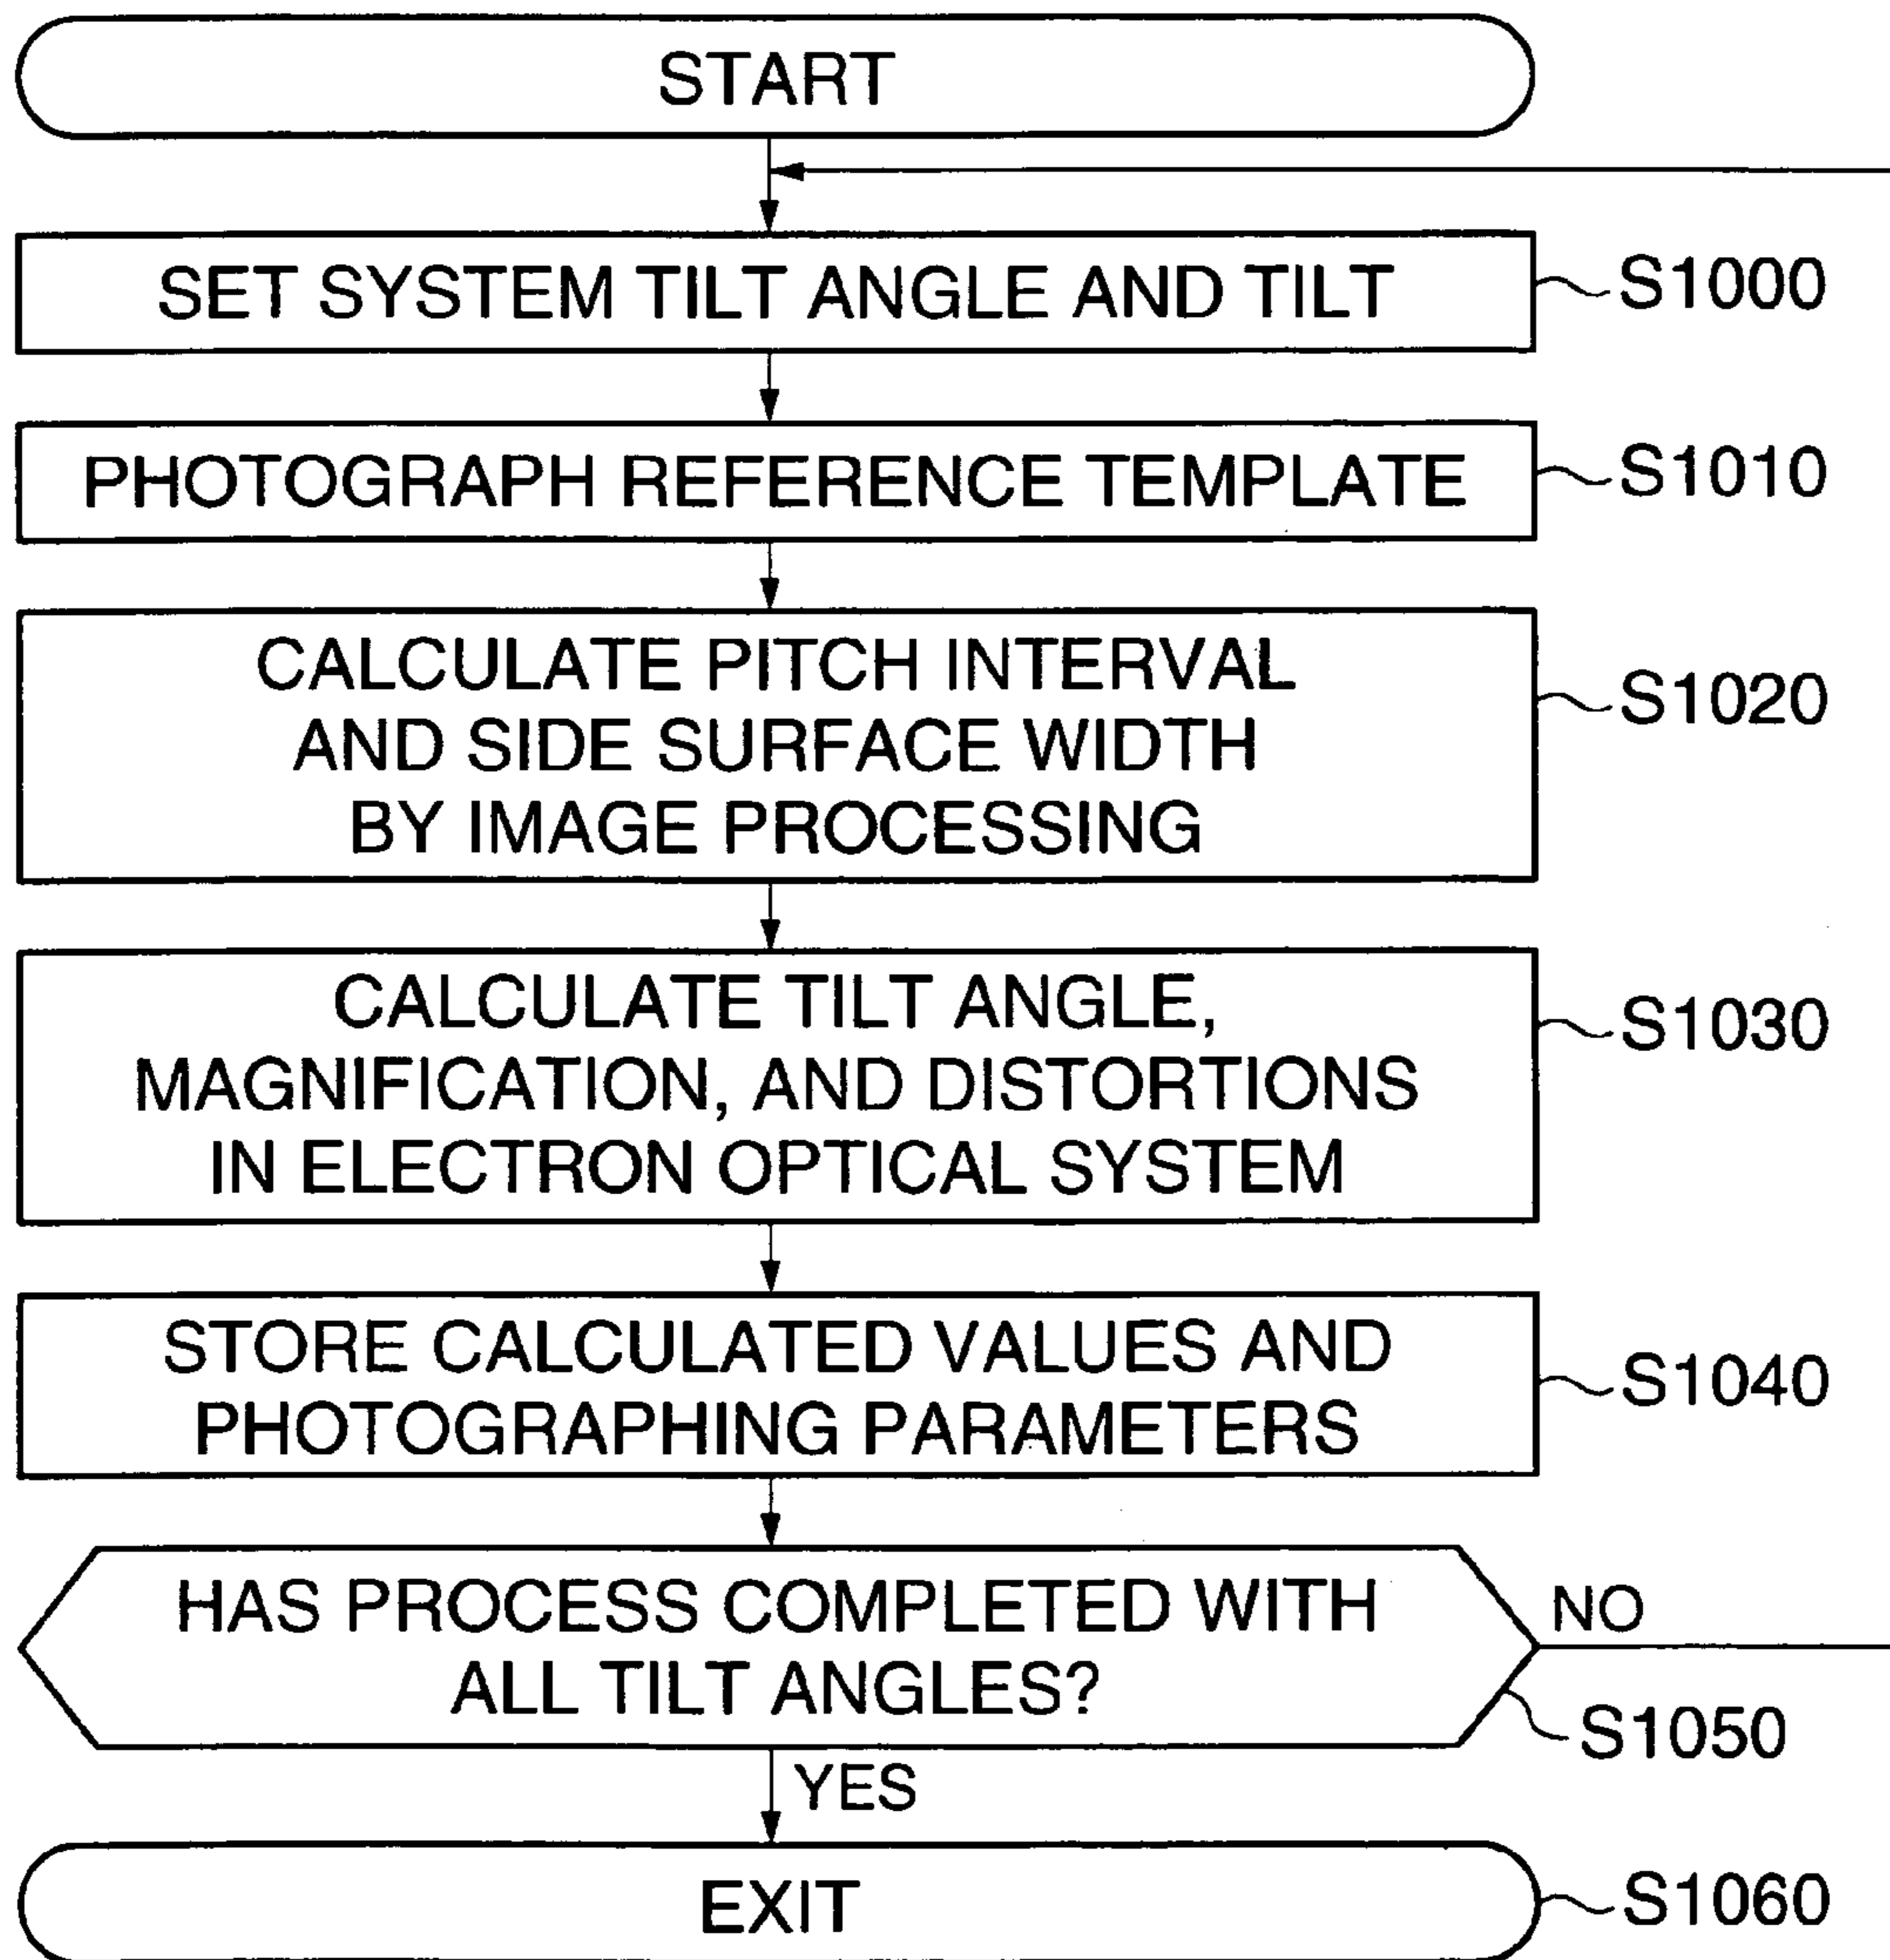 START
SET SYSTEM TILT ANGLE AND TILT
S1000
PHOTOGRAPH REFERENCE TEMPLATE
S1010
CALCULATE PITCH INTERVAL
AND SIDE SURFACE WIDTH
BY IMAGE PROCESSING
S1020
CALCULATE TILT ANGLE,
MAGNIFICATION, AND DISTORTIONS
IN ELECTRON OPTICAL SYSTEM
S1030
STORE CALCULATED VALUES AND
PHOTOGRAPHING PARAMETERS
S1040
HAS PROCESS COMPLETED WITH
ALL TILT ANGLES?
NO
S1050
YES
EXIT
S1060